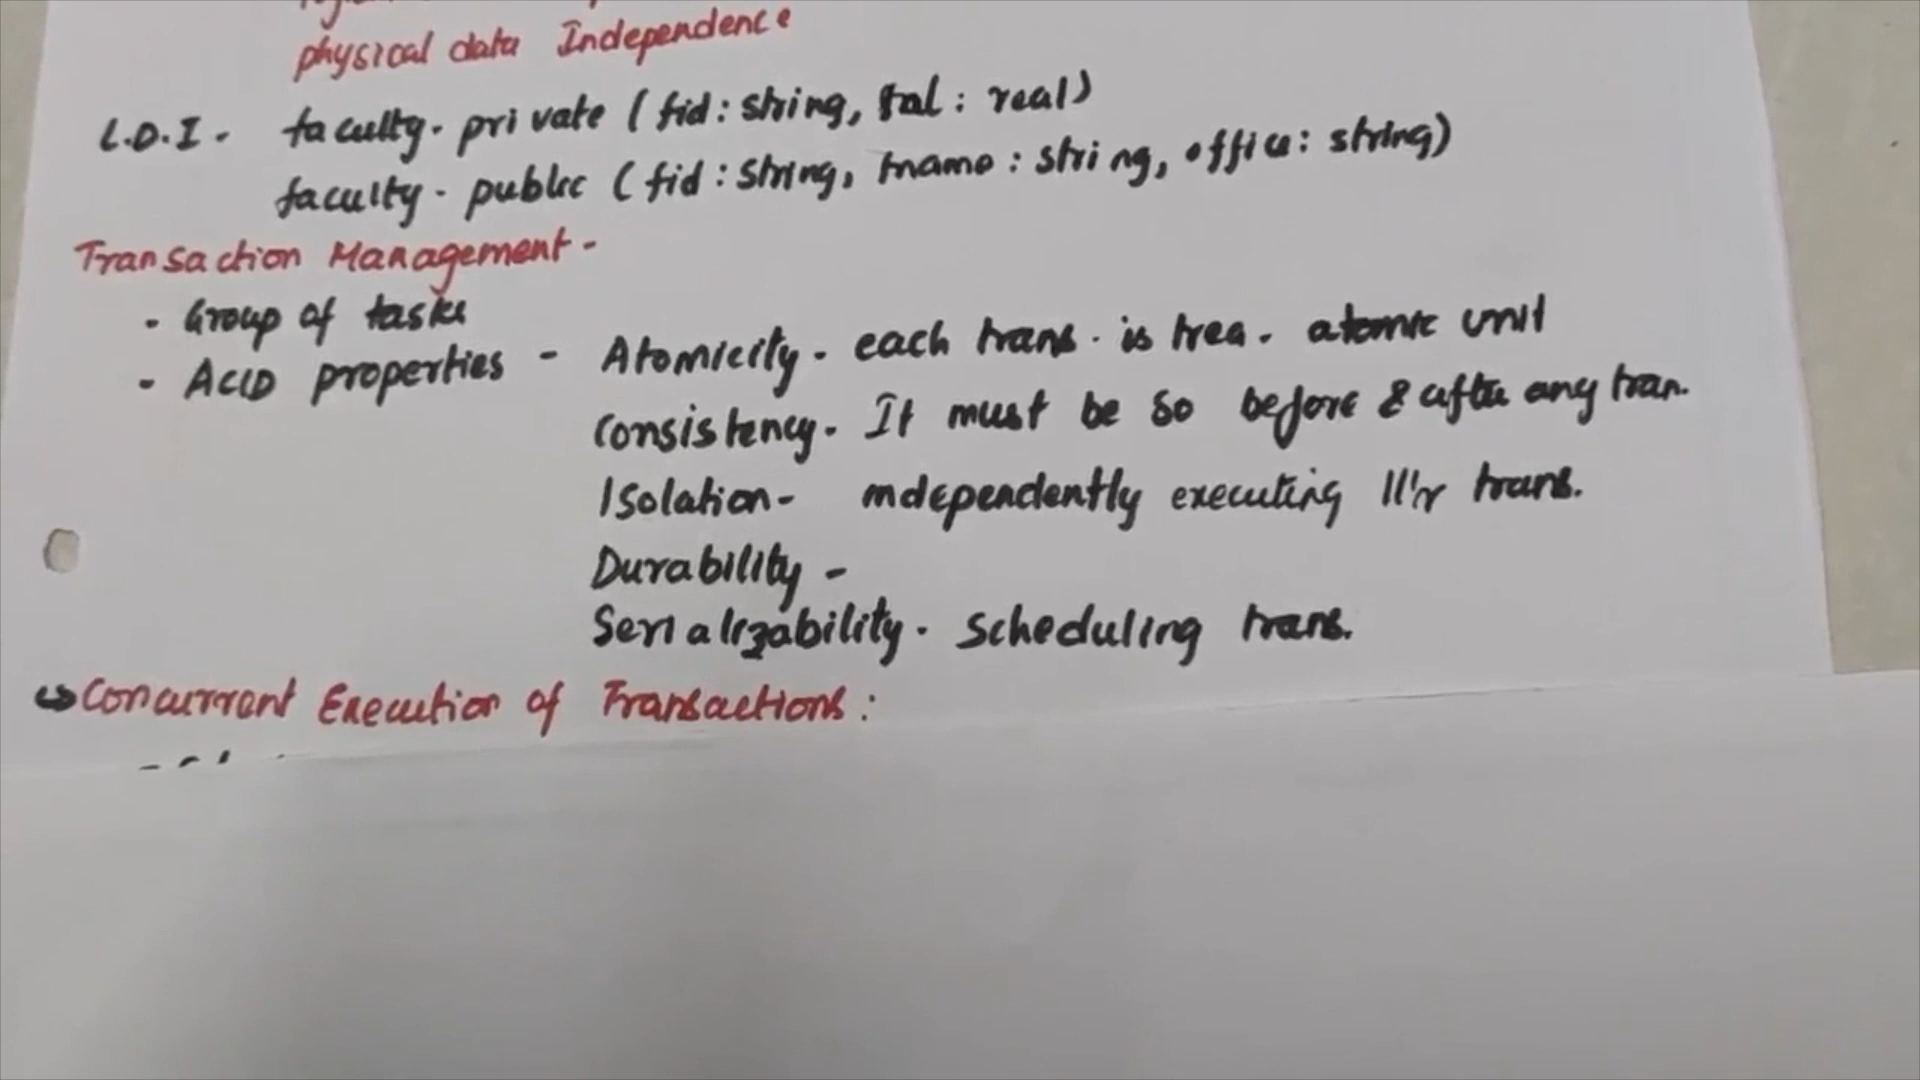 physical data Independence
L.D.I. faculty-private (fid: string, sal: real)
faculty-public (fid: string, fname: string, office: string)
Transaction Management -
- Group of tasks
- ACID properties - Atomicity - each trans. is trea. atomic unit
Consistency - It must be so before & after any tran.
Isolation - independently executing ll'r trans.
Durability -
Serializability - scheduling trans.
↪ Concurrent Execution of Transactions: